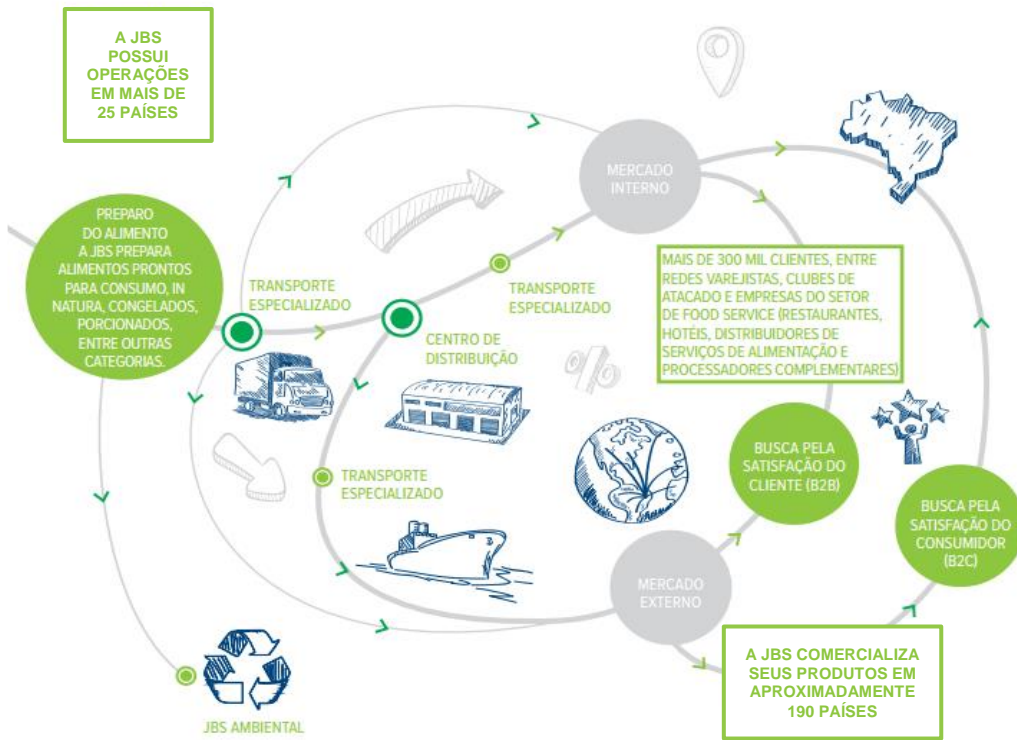 A JBS
POSSUI
OPERAÇÕES
EM MAIS DE
25 PAÍSES
MERCADO
INTERNO
PREPARO
DO ALIMENTO
A JBS PREPARA
ALIMENTOS PRONTOS
PARA CONSUMO, IN
NATURA, CONGELADOS,
PORCIONADOS,
ENTRE OUTRAS
CATEGORIAS.
TRANSPORTE
ESPECIALIZADO
TRANSPORTE
ESPECIALIZADO
MAIS DE 300 MIL CLIENTES, ENTRE
REDES VAREJISTAS, CLUBES DE
ATACADO E EMPRESAS DO SETOR
DE FOOD SERVICE (RESTAURANTES,
HOTÉIS, DISTRIBUIDORES DE
SERVIÇOS DE ALIMENTAÇÃO E
PROCESSADORES COMPLEMENTARES)
CENTRO DE
DISTRIBUIÇÃO
%
TRANSPORTE
ESPECIALIZADO
BUSCA PELA
SATISFAÇÃO DO
CLIENTE (B2B)
BUSCA PELA
SATISFAÇÃO DO
CONSUMIDOR
(B2C)
MERCADO
EXTERNO
A JBS COMERCIALIZA
SEUS PRODUTOS EM
APROXIMADAMENTE
190 PAÍSES
JBS AMBIENTAL